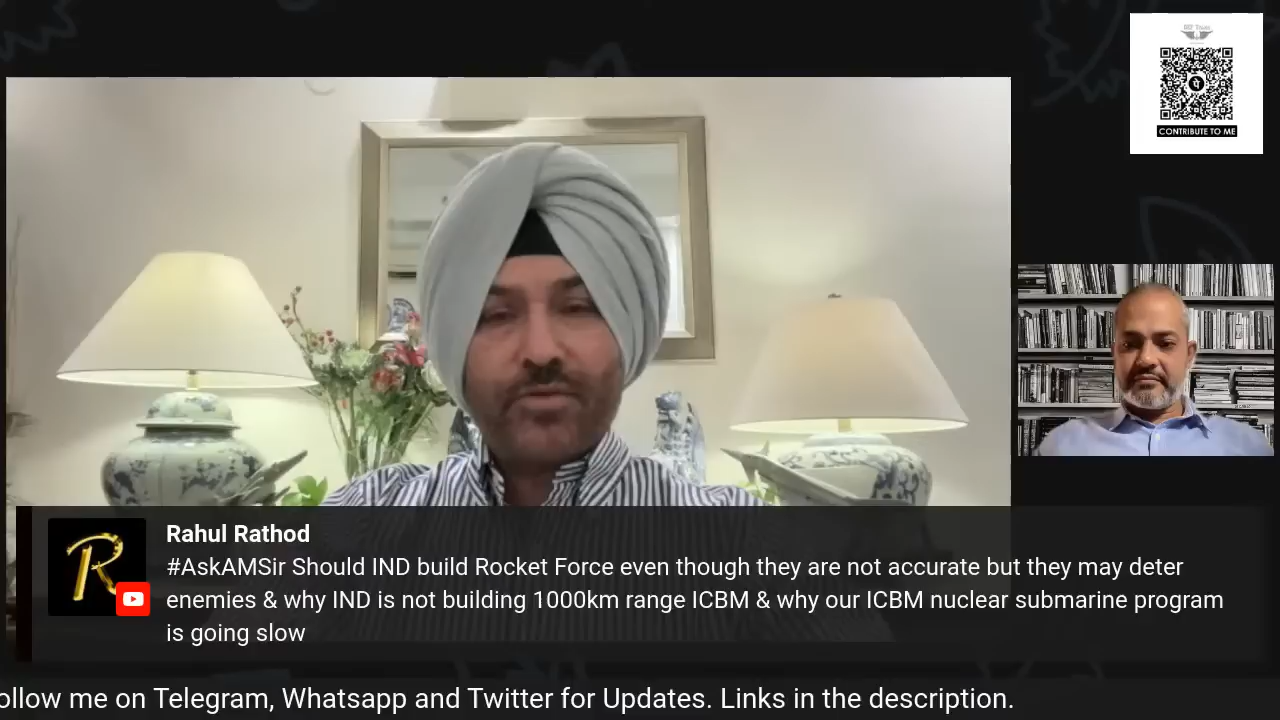 CONTRIBUTE TO ME
Rahul Rathod
#AskAMSir Should IND build Rocket Force even though they are not accurate but they may deter
enemies & why IND is not building 1000km range ICBM & why our ICBM nuclear submarine program
is going slow
ollow me on Telegram, Whatsapp and Twitter for Updates. Links in the description.